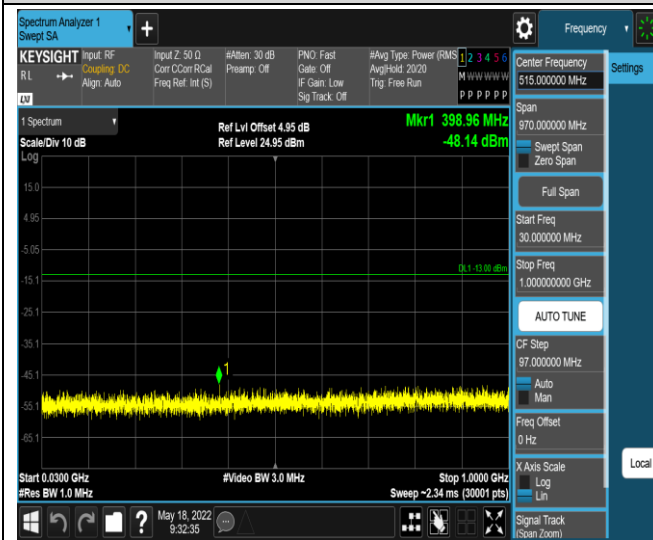 Spectrum Analyzer 1
Swept SA
+
Frequency
KEYSIGHT
RL
LXI
Input: RF
Coupling: DC
Align: Auto
Input Z: 50 Ω
Corr CCorr RCal
Freq Ref: Int (S)
#Atten: 30 dB
Preamp: Off
PNO: Fast
Gate: Off
IF Gain: Low
Sig Track: Off
#Avg Type: Power (RMS
Avg|Hold: 20/20
Trig: Free Run
1 2 3 4 5 6
M W W W W W
P P P P P P
1 Spectrum
Scale/Div 10 dB
Log
Ref Lvl Offset 4.95 dB
Ref Level 24.95 dBm
Mkr1 398.96 MHz
-48.14 dBm
15.0
4.95
-5.05
-15.1
-25.1
-35.1
-45.1
-55.1
-65.1
DL1 -13.00 dBm
1
Start 0.0300 GHz
#Res BW 1.0 MHz
#Video BW 3.0 MHz
Stop 1.0000 GHz
Sweep ~2.34 ms (30001 pts)
?
May 18, 2022
9:32:35
Center Frequency
515.000000 MHz
Span
970.000000 MHz
Swept Span
Zero Span
Full Span
Start Freq
30.000000 MHz
Stop Freq
1.000000000 GHz
AUTO TUNE
CF Step
97.000000 MHz
Auto
Man
Freq Offset
0 Hz
X Axis Scale
Log
Lin
Signal Track
(Span Zoom)
Settings
Local